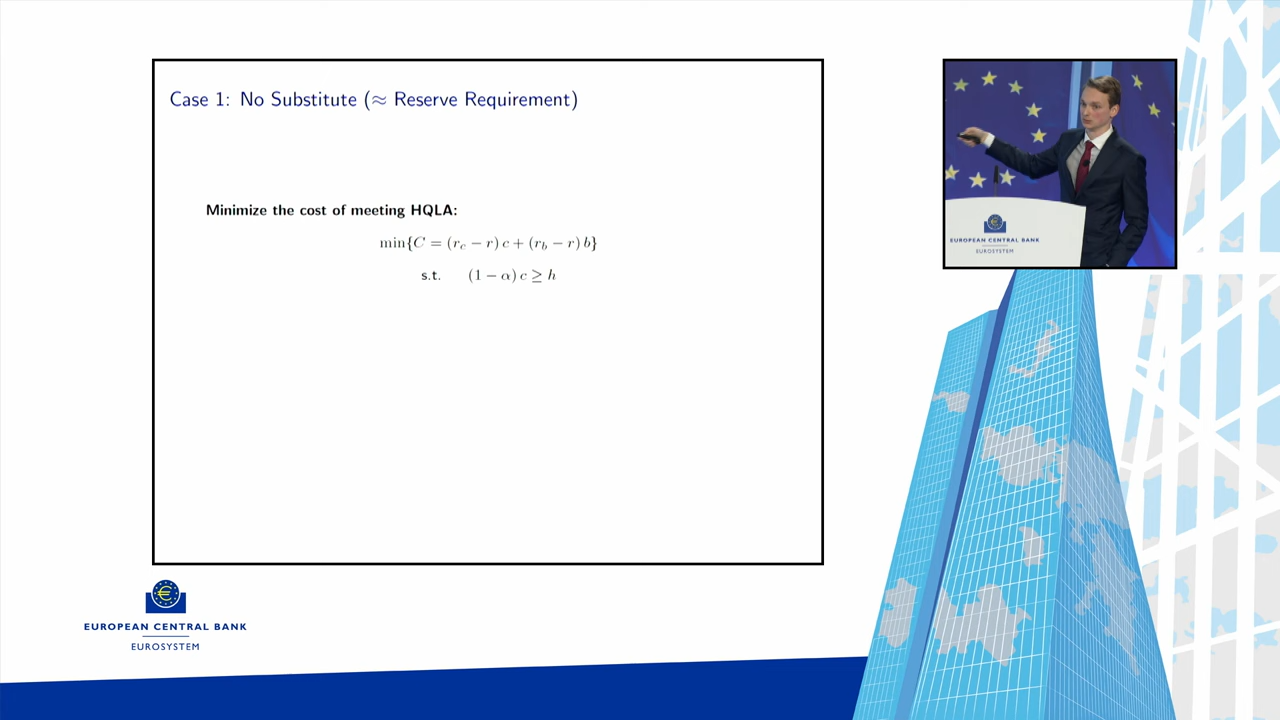 Case 1: No Substitute (≈ Reserve Requirement)
Minimize the cost of meeting HQLA:
min{C = (r_c − r) c + (r_b − r) b}
s.t. (1 − α) c ≥ h
EUROPEAN CENTRAL BANK
EUROSYSTEM
EUROPEAN CENTRAL BANK
EUROSYSTEM